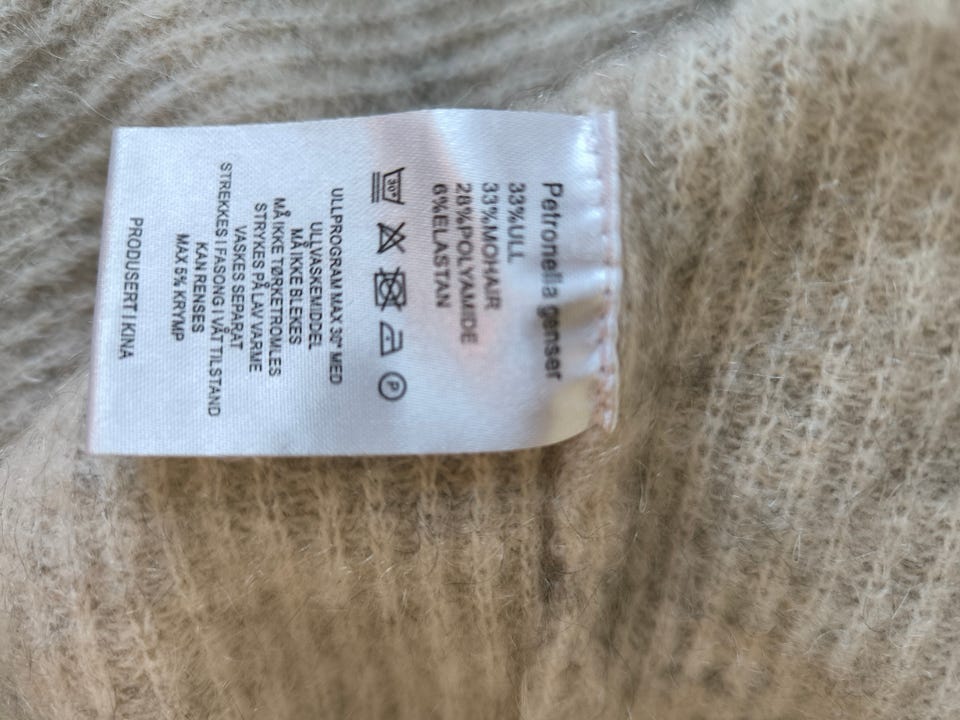 Petronella genser
33%ULL
33%MOHAIR
28%POLYAMIDE
6%ELASTAN
30°
P
ULLPROGRAM MAX 30° MED
ULLVASKEMIDDEL
MÅ IKKE BLEKES
MÅ IKKE TØRKETROMLES
STRYKES PÅ LAV VARME
VASKES SEPARAT
STREKKES I FASONG I VÅT TILSTAND
KAN RENSES
MAX 5% KRYMP
PRODUSERT I KINA